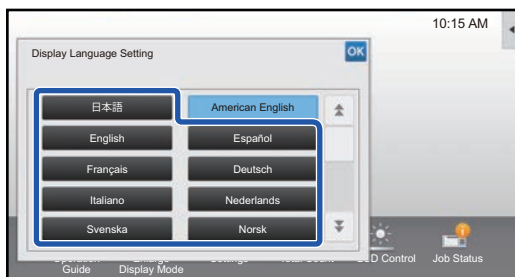 10:15 AM
Display Language Setting
OK
日本語
American English
English
Español
Français
Deutsch
Italiano
Nederlands
Svenska
Norsk
D Control
Job Status
Guide
Display Mode